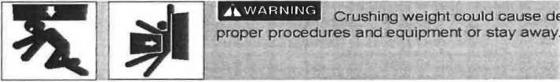 WARNING Crushing weight could cause
proper procedures and equipment or stay away.